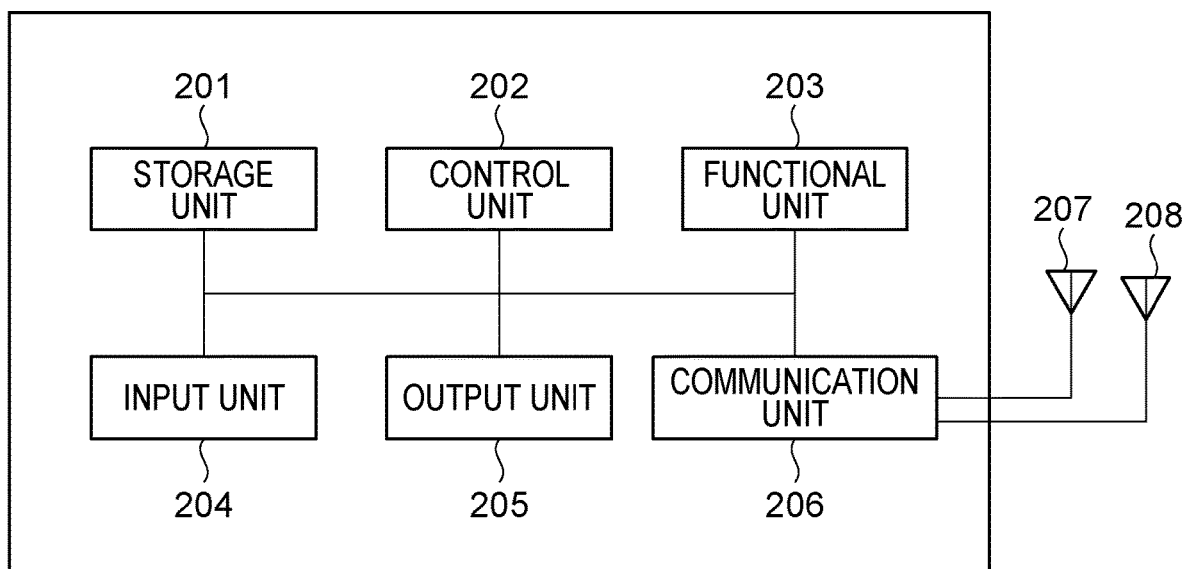 201
202
203
STORAGE
UNIT
CONTROL
UNIT
FUNCTIONAL
UNIT
207
208
INPUT UNIT
OUTPUT UNIT
COMMUNICATION
UNIT
204
205
206